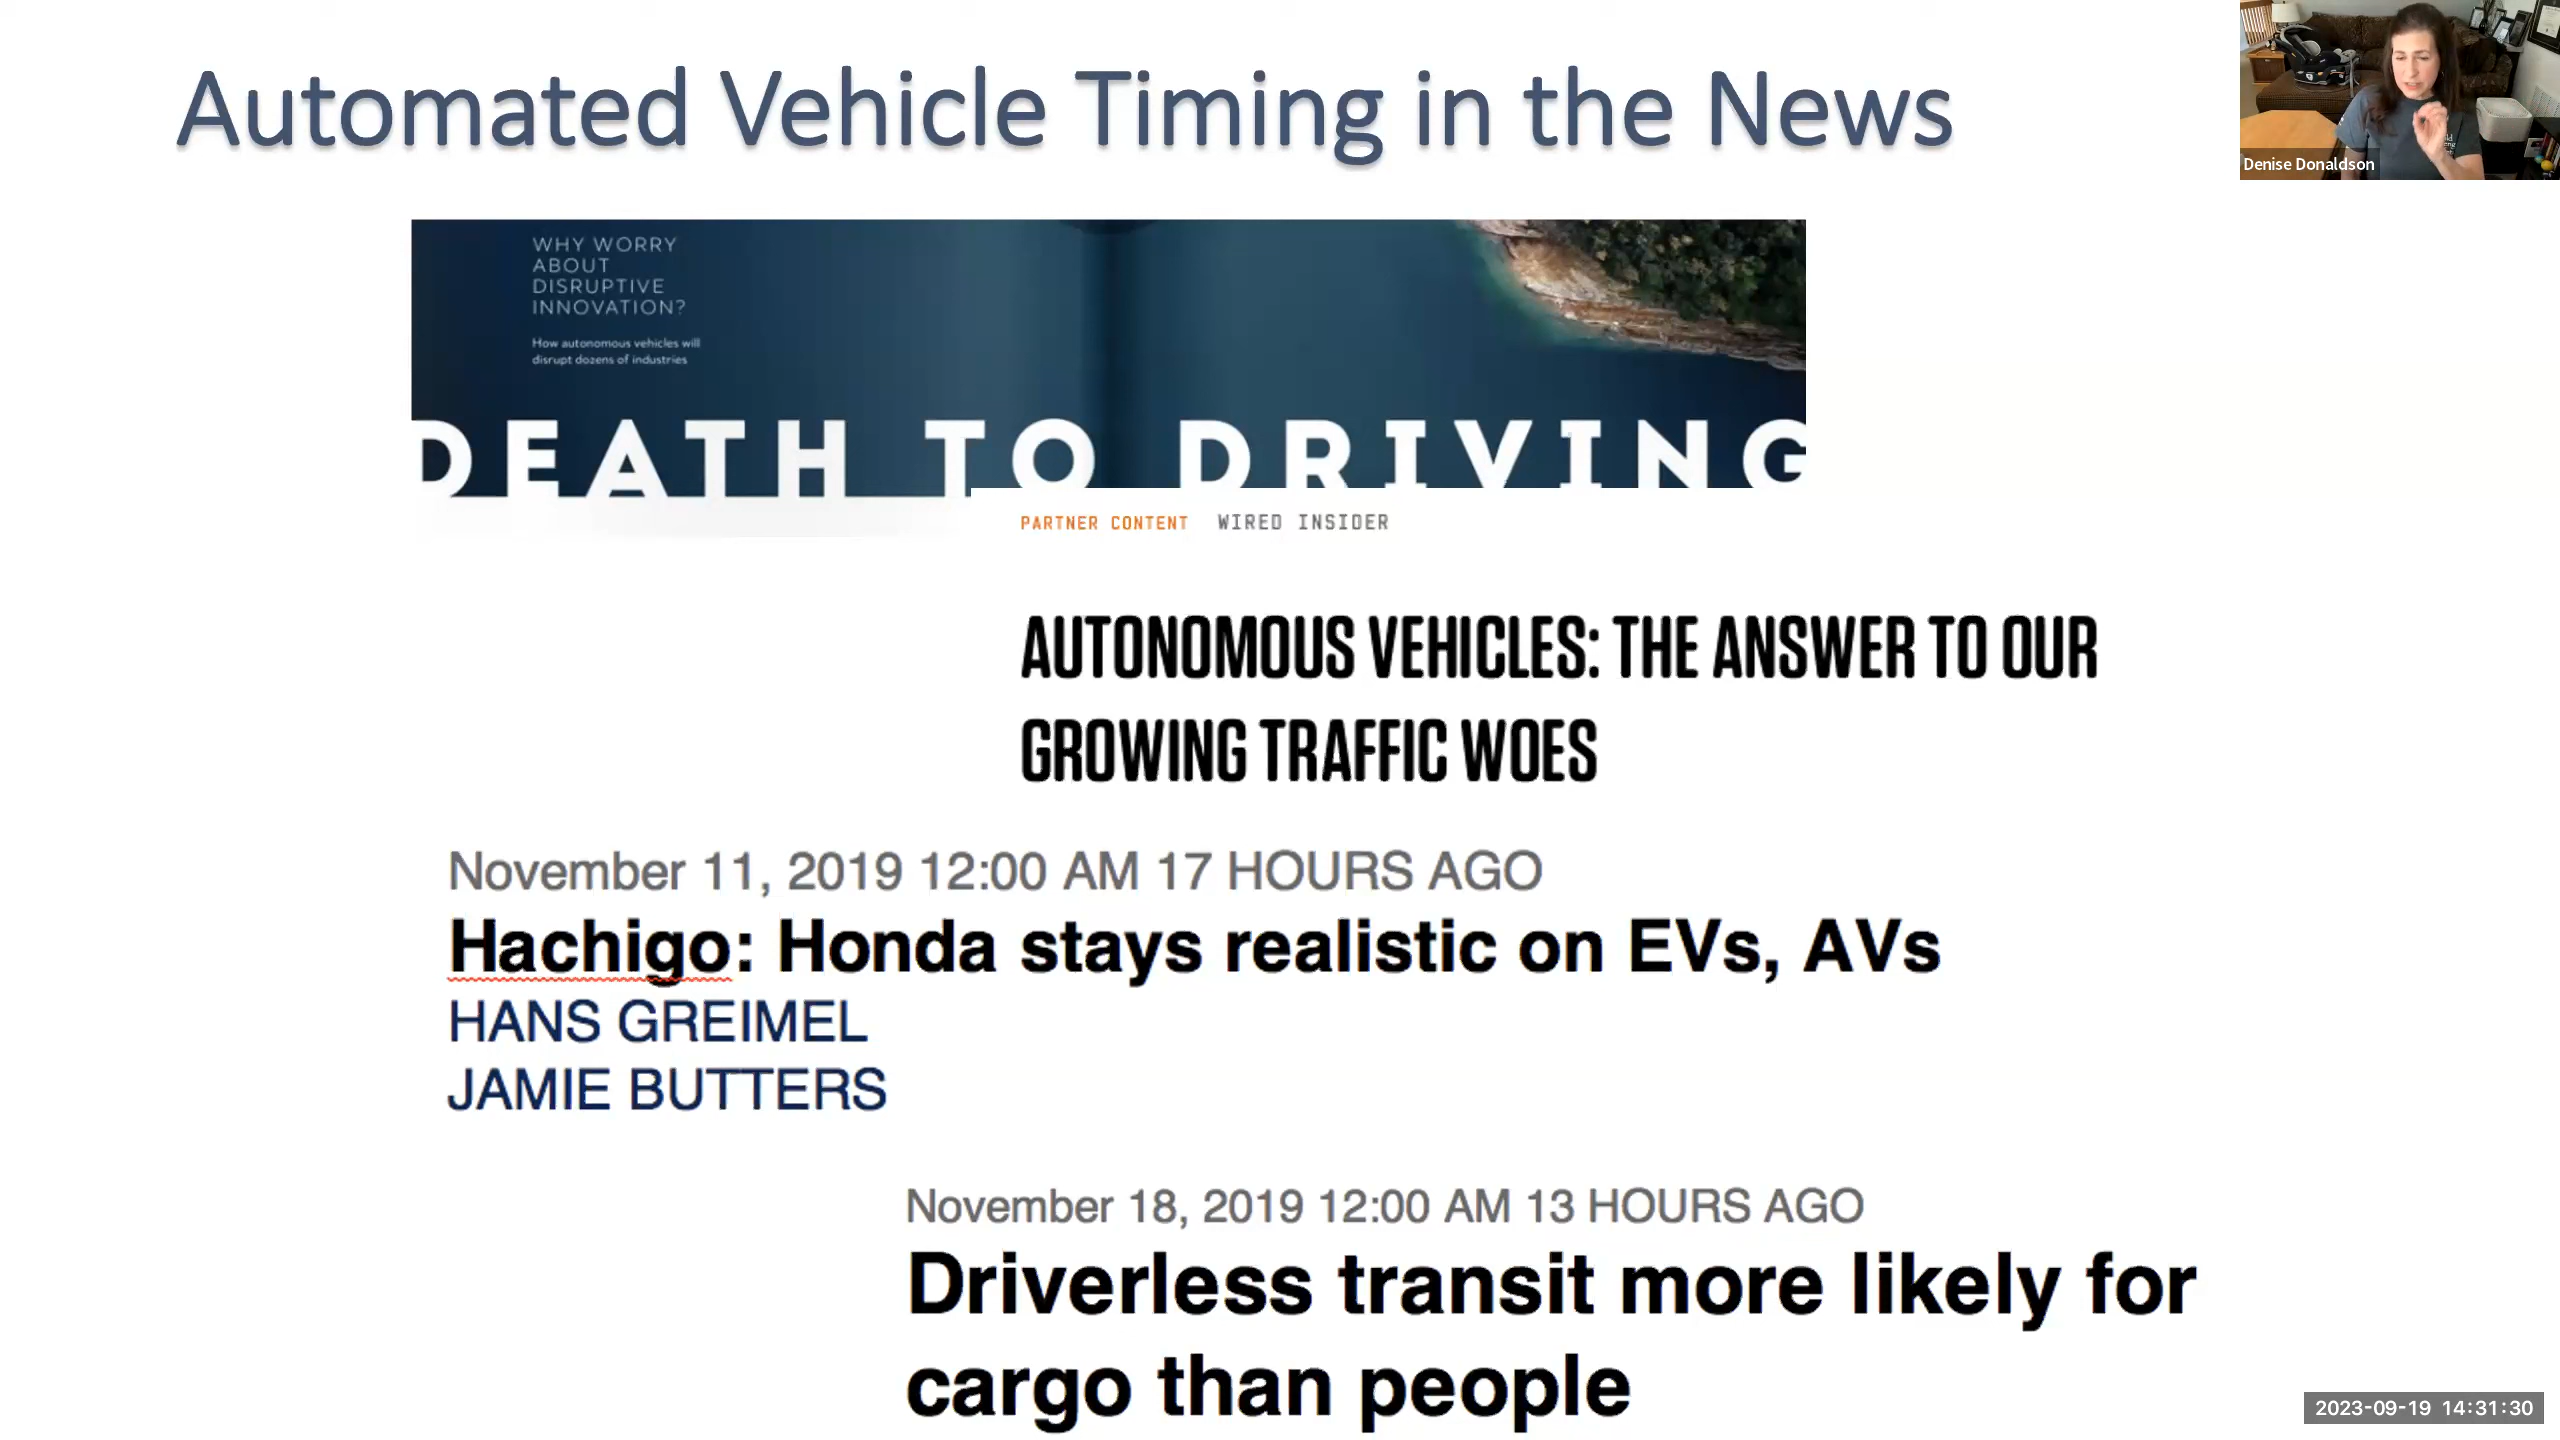 Automated Vehicle Timing in the News
Denise Donaldson
WHY WORRY
ABOUT
DISRUPTIVE
INNOVATION?
How autonomous vehicles will
disrupt dozens of industries
DEATH TO DRIVING
PARTNER CONTENT WIRED INSIDER
AUTONOMOUS VEHICLES: THE ANSWER TO OUR
GROWING TRAFFIC WOES
November 11, 2019 12:00 AM 17 HOURS AGO
Hachigo: Honda stays realistic on EVs, AVs
HANS GREIMEL
JAMIE BUTTERS
November 18, 2019 12:00 AM 13 HOURS AGO
Driverless transit more likely for
cargo than people
2023-09-19 14:31:30